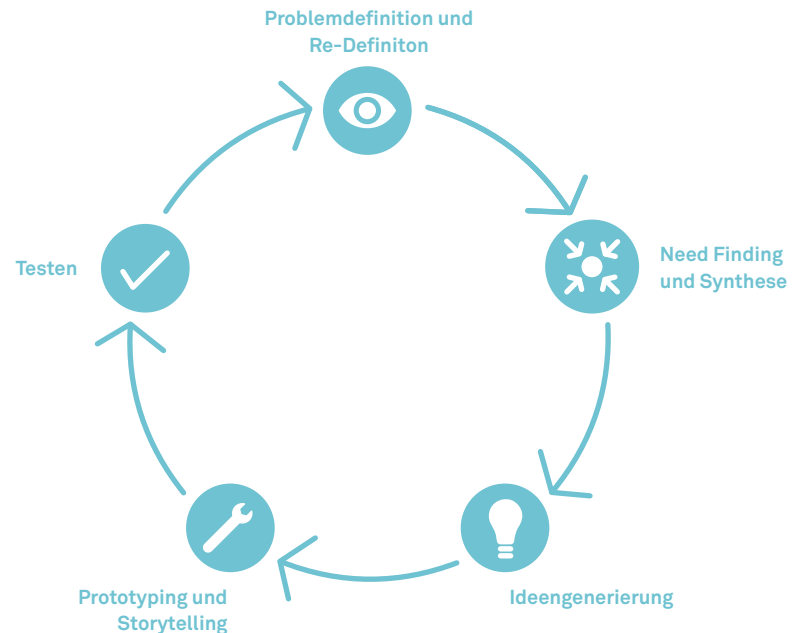 Problemdefinition und
Re-Definiton
Need Finding
und Synthese
Ideengenerierung
Prototyping und
Storytelling
Testen